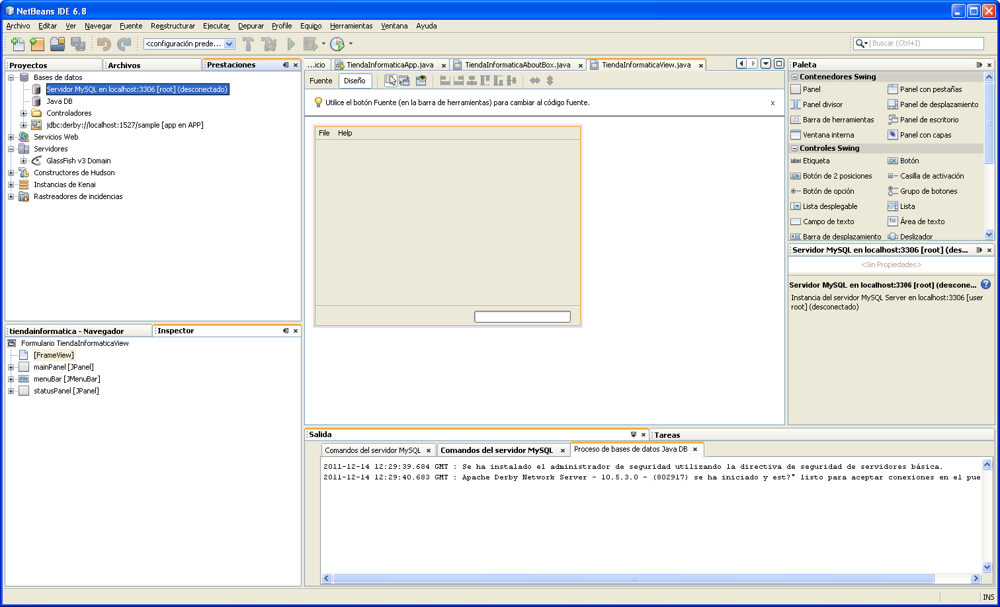 NetBeans IDE 6.8
Archivo Editar Ver Navegar Fuente Reestructurar Ejecutar Depurar Profile Equipo Herramientas Ventana Ayuda
<configuración prede...
Buscar (Ctrl+I)
Proyectos Archivos Prestaciones
Bases de datos
Servidor MySQL en localhost:3306 [root] (desconectado)
Java DB
Controladores
jdbc:derby://localhost:1527/sample [app en APP]
Servicios Web
Servidores
GlassFish v3 Domain
Constructores de Hudson
Instancias de Kenai
Rastreadores de incidencias
tiendainformatica - Navegador Inspector
Formulario TiendaInformaticaView
[FrameView]
mainPanel [JPanel]
File menuBar [JMenuBar]
statusPanel [JPanel]
...icio TiendaInformaticaApp.java TiendaInformaticaAboutBox.java TiendaInformaticaView.java
Fuente Diseño
Utilice el botón Fuente (en la barra de herramientas) para cambiar al código fuente. x
File Help
Paleta
Contenedores Swing
Panel Panel con pestañas
Panel divisor Panel de desplazamiento
Barra de herramientas Panel de escritorio
Ventana interna Panel con capas
Controles Swing
label Etiqueta OK Botón
ON Botón de 2 posiciones Casilla de activación
Botón de opción Grupo de botones
Lista desplegable Lista
Campo de texto tx Área de texto
Barra de desplazamiento Deslizador
Servidor MySQL en localhost:3306 [root] (des...
<Sin Propiedades>
Servidor MySQL en localhost:3306 [root] (descone... ?
Instancia del servidor MySQL Server en localhost:3306 [user
root] (desconectado)
Salida Tareas
Comandos del servidor MySQL Comandos del servidor MySQL Proceso de bases de datos Java DB
2011-12-14 12:29:39.684 GMT : Se ha instalado el administrador de seguridad utilizando la directiva de seguridad de servidores básica.
2011-12-14 12:29:40.683 GMT : Apache Derby Network Server - 10.5.3.0 - (802917) se ha iniciado y est?° listo para aceptar conexiones en el pue
INS